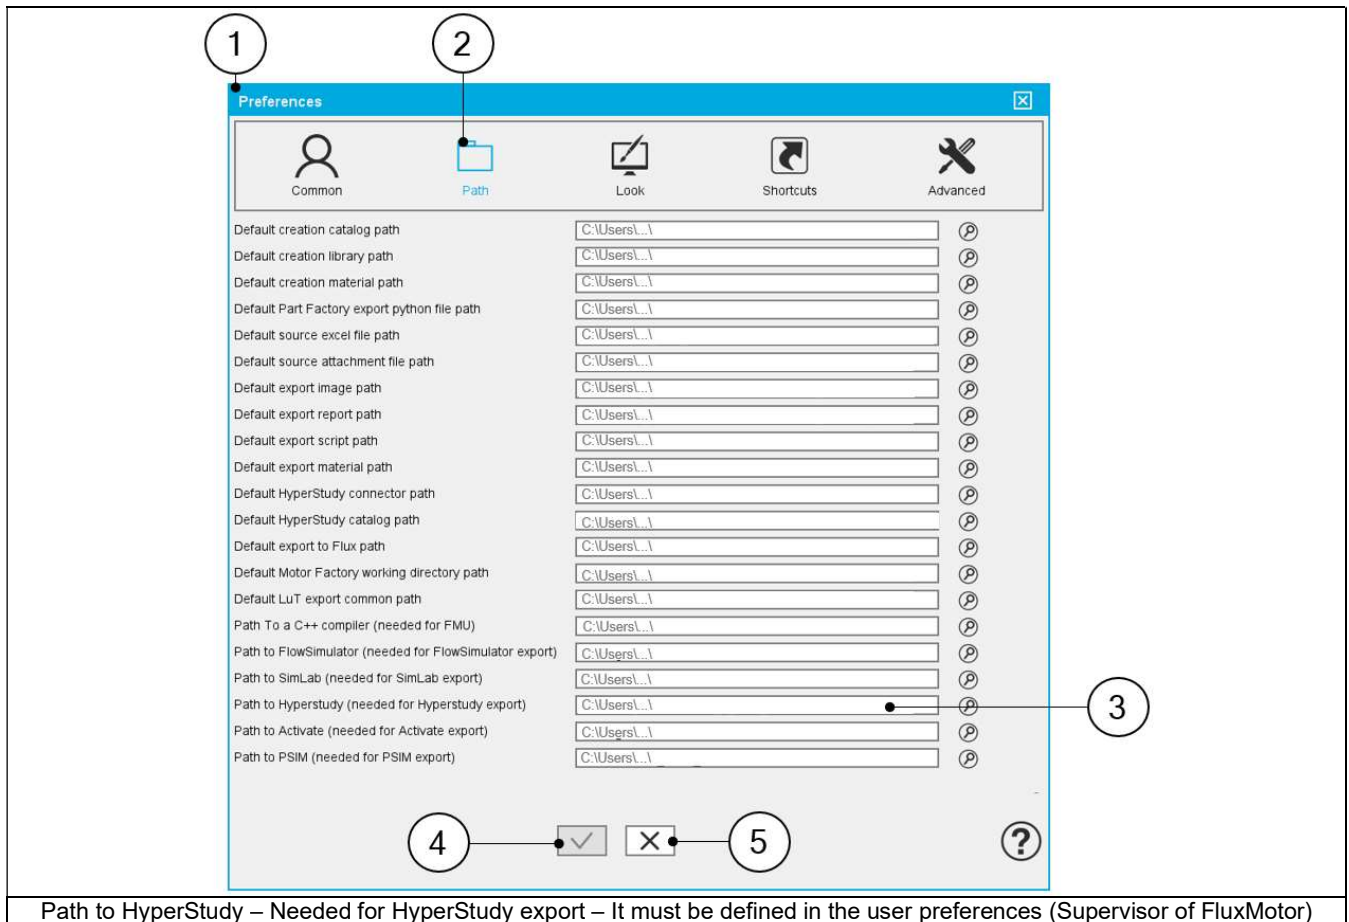 1 2
Preferences
Common Path Look Shortcuts Advanced
Default creation catalog path C:\Users\...\
Default creation library path C:\Users\...\
Default creation material path C:\Users\...\
Default Part Factory export python file path C:\Users\...\
Default source excel file path C:\Users\...\
Default source attachment file path C:\Users\...\
Default export image path C:\Users\...\
Default export report path C:\Users\...\
Default export script path C:\Users\...\
Default export material path C:\Users\...\
Default HyperStudy connector path C:\Users\...\
Default HyperStudy catalog path C:\Users\...\
Default export to Flux path C:\Users\...\
Default Motor Factory working directory path C:\Users\...\
Default LuT export common path C:\Users\...\
Path To a C++ compiler (needed for FMU) C:\Users\...\
Path to FlowSimulator (needed for FlowSimulator export) C:\Users\...\
Path to SimLab (needed for SimLab export) C:\Users\...\
Path to Hyperstudy (needed for Hyperstudy export) C:\Users\...\ 3
Path to Activate (needed for Activate export) C:\Users\...\
Path to PSIM (needed for PSIM export) C:\Users\...\
4 5 ?
Path to HyperStudy – Needed for HyperStudy export – It must be defined in the user preferences (Supervisor of FluxMotor)